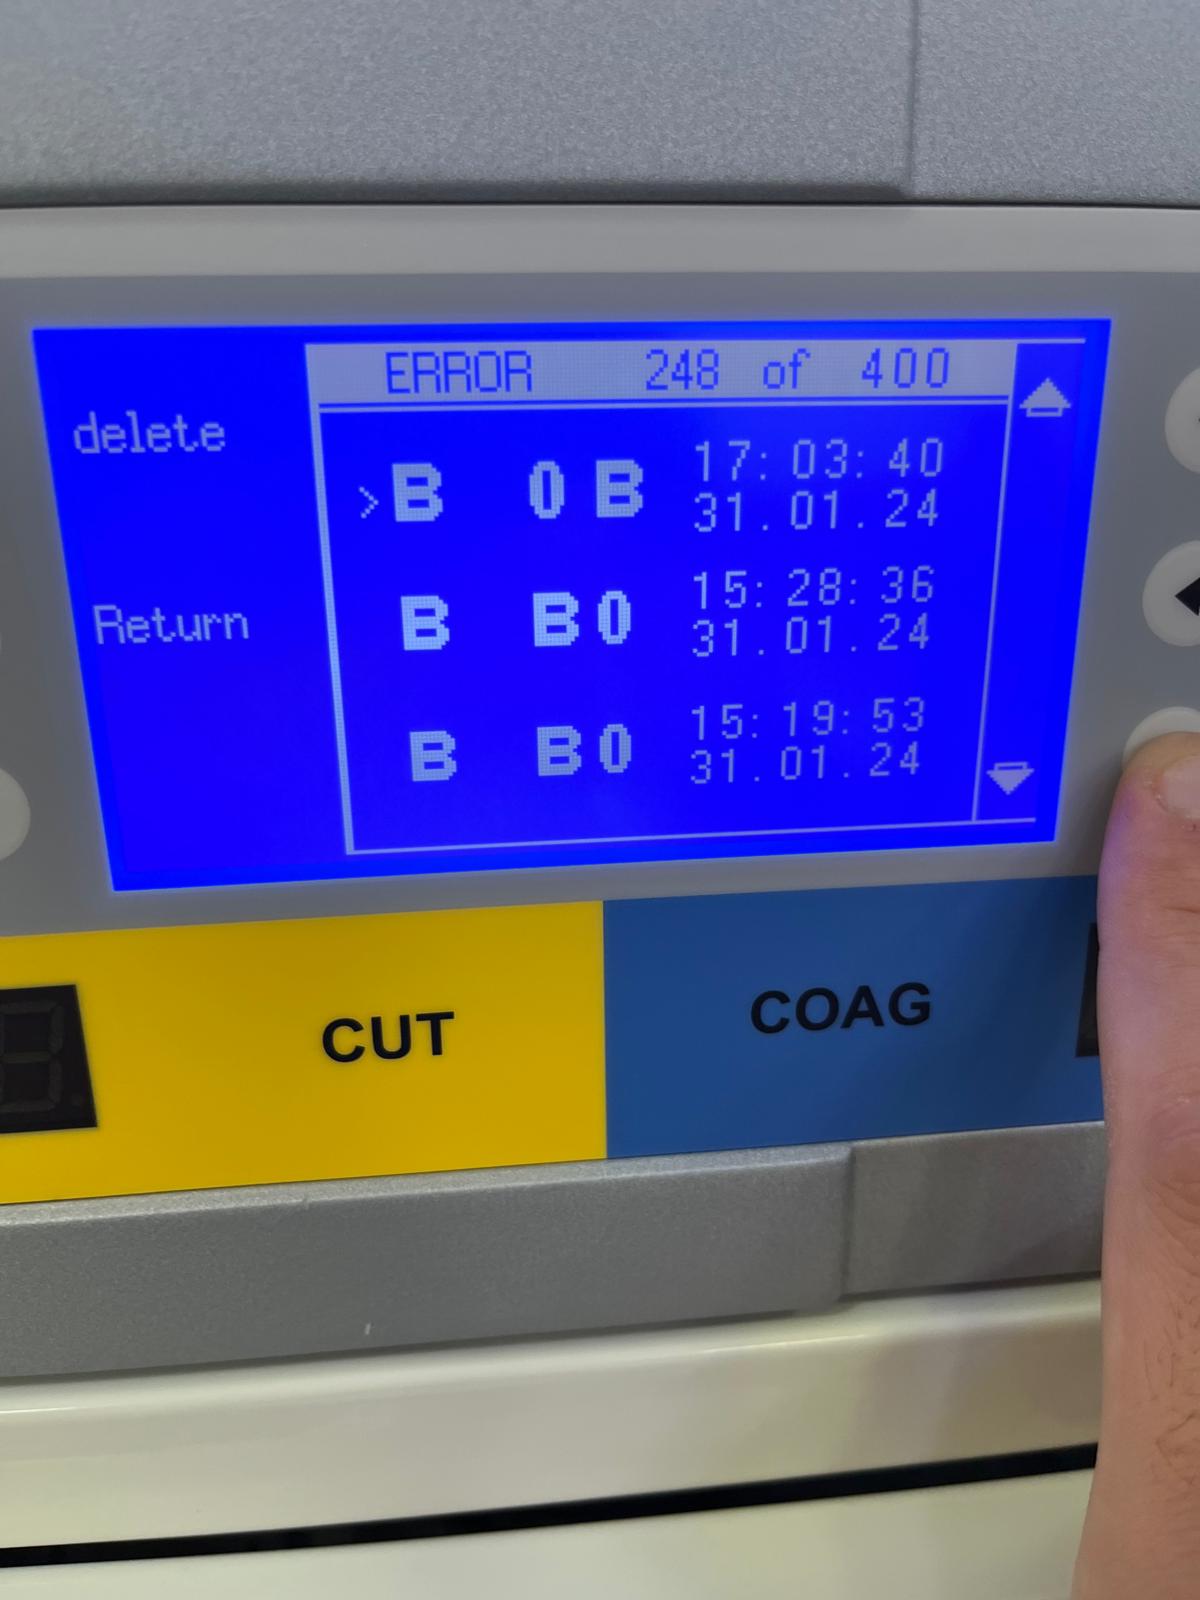 ERROR 248 of 400
delete
>B 0B 17:03:40
31.01.24
Return
B B0 15:28:36
31.01.24
B B0 15:19:53
31.01.24
CUT
COAG